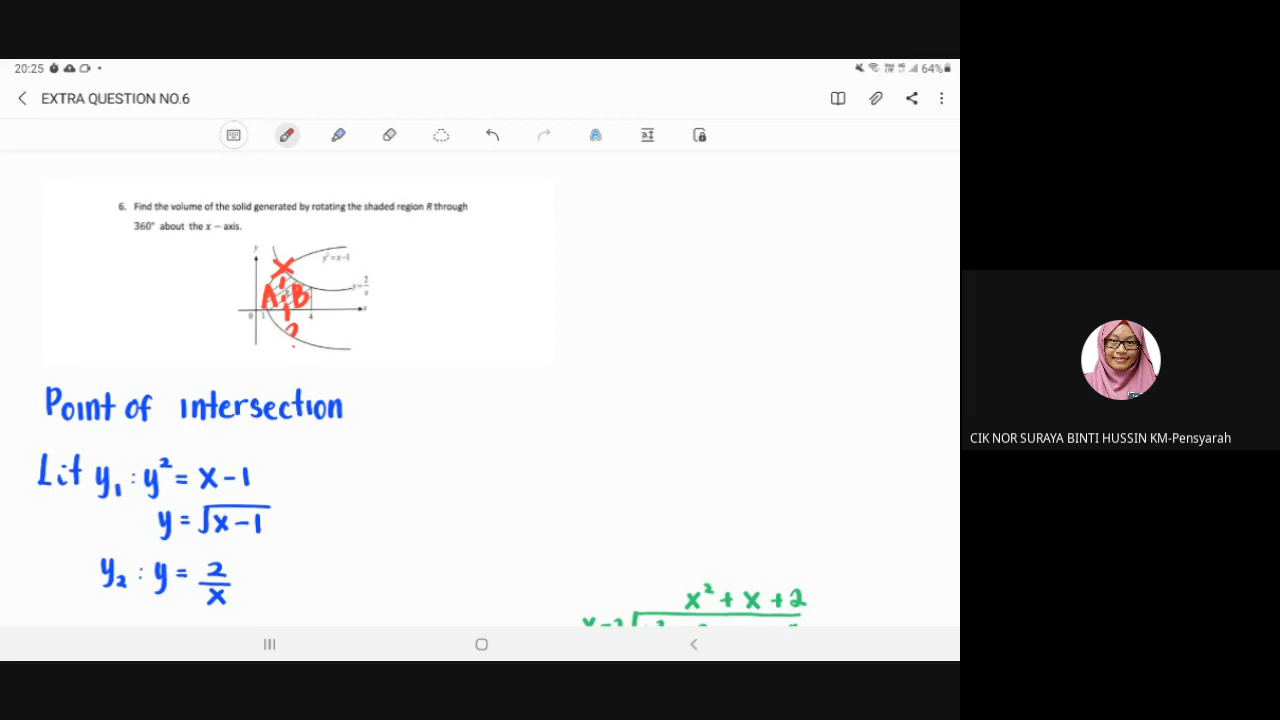 20:25
64%
EXTRA QUESTION NO.6
6. Find the volume of the solid generated by rotating the shaded region R through
360° about the x – axis.
y
y² = x–1
X
A B
y = 2/x
x
0 1 4
?
Point of intersection
Lit y₁ : y² = x – 1
y = √x – 1
y₂ : y = 2/x
x² + x + 2
CIK NOR SURAYA BINTI HUSSIN KM-Pensyarah